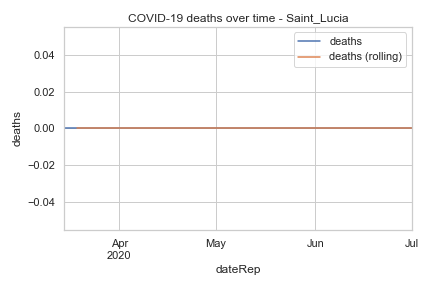 COVID-19 deaths over time - Saint_Lucia
deaths
deaths (rolling)
0.04
0.02
0.00
−0.02
−0.04
deaths
Apr
2020
May
Jun
Jul
dateRep